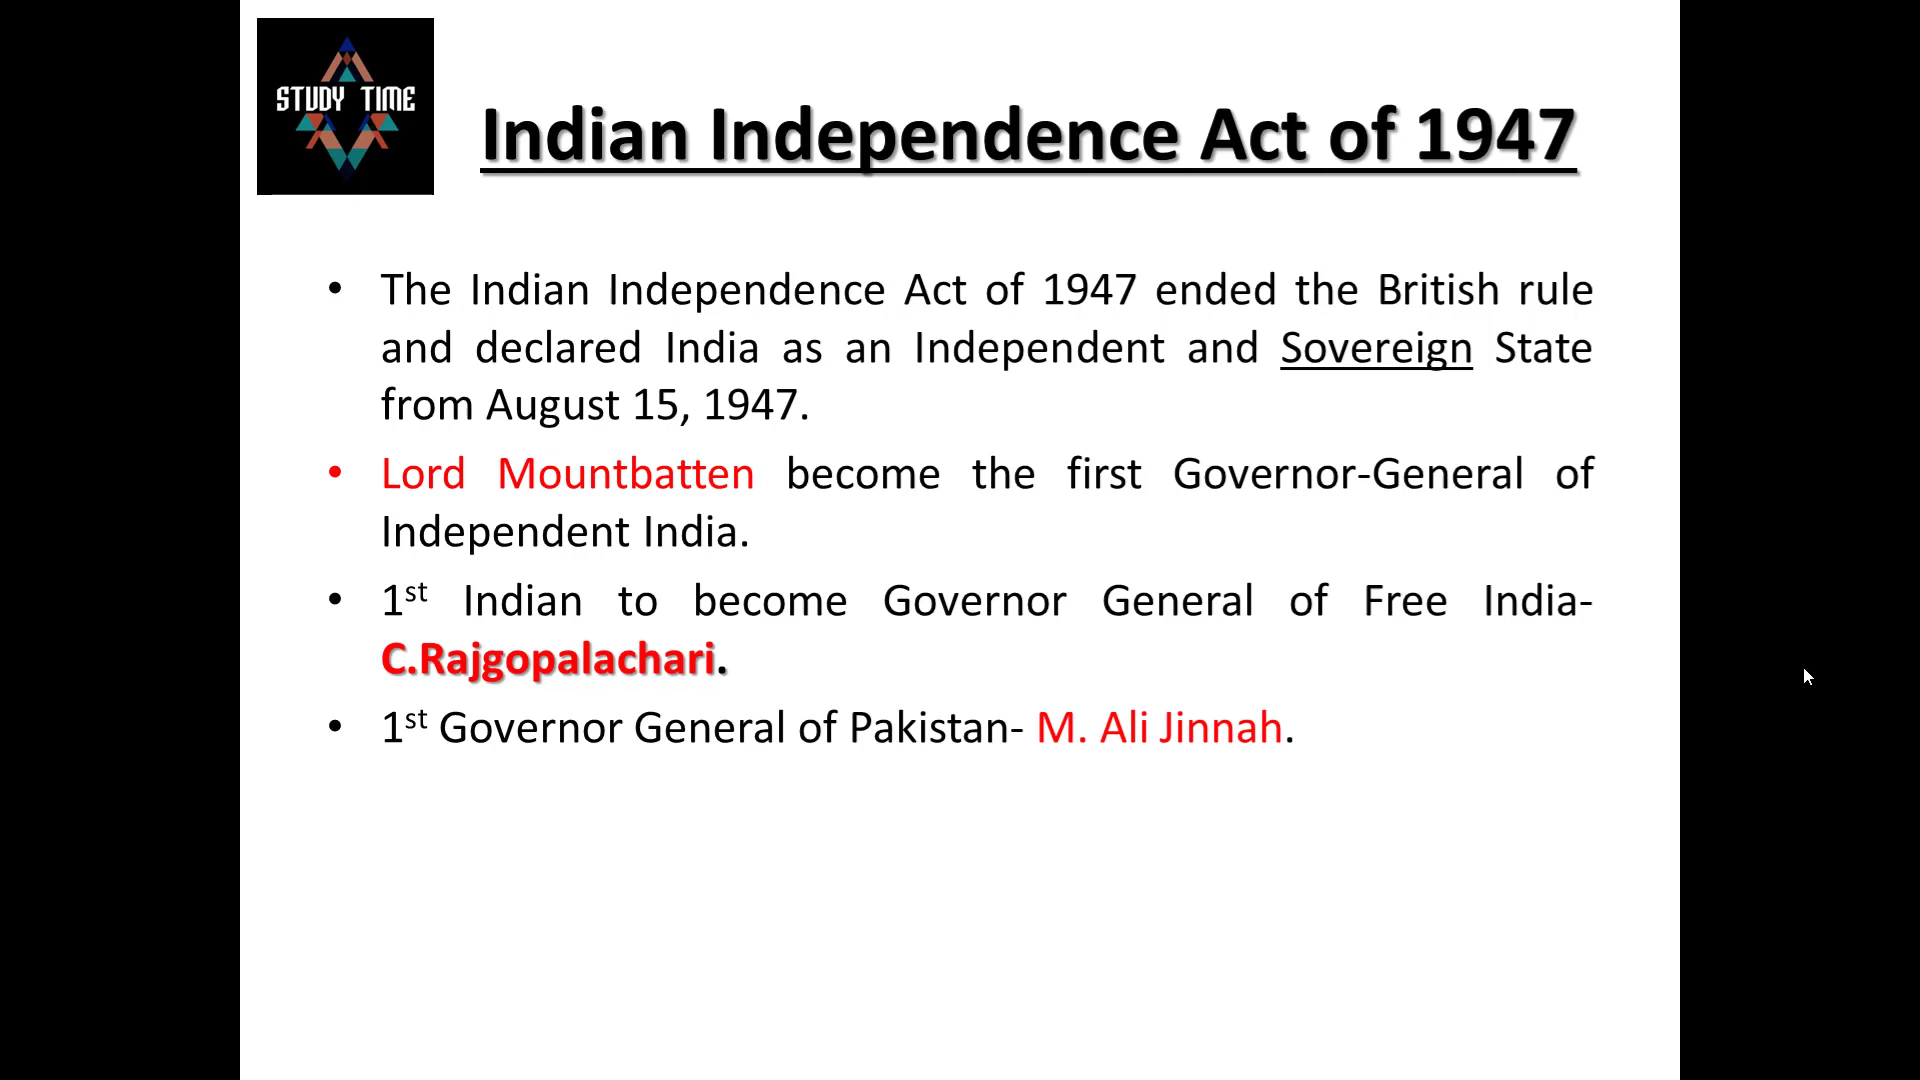 STUDY TIME
Indian Independence Act of 1947
• The Indian Independence Act of 1947 ended the British rule
and declared India as an Independent and Sovereign State
from August 15, 1947.
• Lord Mountbatten become the first Governor-General of
Independent India.
• 1st Indian to become Governor General of Free India-
C.Rajgopalachari.
• 1st Governor General of Pakistan- M. Ali Jinnah.